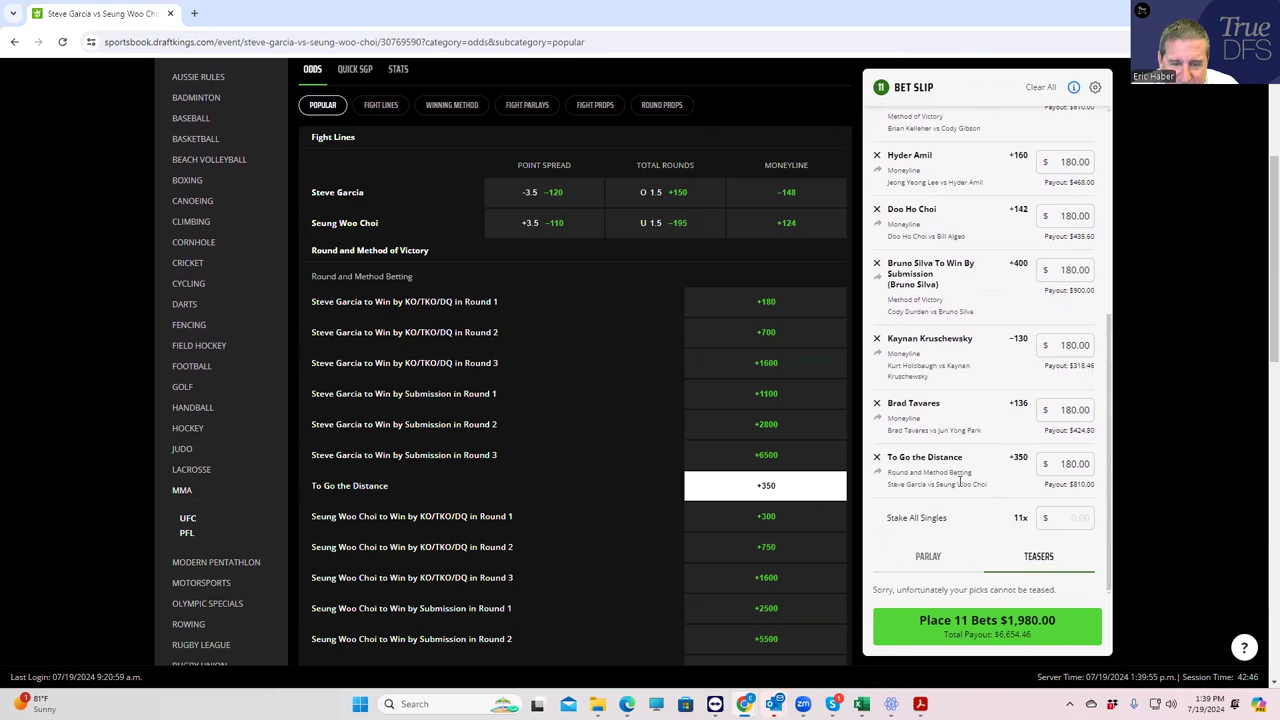 Steve Garcia vs Seung Woo Cho
sportsbook.draftkings.com/event/steve-garcia-vs-seung-woo-choi/30769590?category=odds&subcategory=popular
True
DFS
Eric Haber
AUSSIE RULES
BADMINTON
BASEBALL
BASKETBALL
BEACH VOLLEYBALL
BOXING
CANOEING
CLIMBING
CORNHOLE
CRICKET
CYCLING
DARTS
FENCING
FIELD HOCKEY
FOOTBALL
GOLF
HANDBALL
HOCKEY
JUDO
LACROSSE
MMA
UFC
PFL
MODERN PENTATHLON
MOTORSPORTS
OLYMPIC SPECIALS
ROWING
RUGBY LEAGUE
RUGBY UNION
ODDS QUICK SGP STATS
POPULAR FIGHT LINES WINNING METHOD FIGHT PARLAYS FIGHT PROPS ROUND PROPS
Fight Lines
POINT SPREAD TOTAL ROUNDS MONEYLINE
Steve Garcia -3.5 −120 O 1.5 +150 −148
Seung Woo Choi +3.5 −110 U 1.5 −195 +124
Round and Method of Victory
Round and Method Betting
Steve Garcia to Win by KO/TKO/DQ in Round 1 +180
Steve Garcia to Win by KO/TKO/DQ in Round 2 +700
Steve Garcia to Win by KO/TKO/DQ in Round 3 +1600
Steve Garcia to Win by Submission in Round 1 +1100
Steve Garcia to Win by Submission in Round 2 +2800
Steve Garcia to Win by Submission in Round 3 +6500
To Go the Distance +350
Seung Woo Choi to Win by KO/TKO/DQ in Round 1 +300
Seung Woo Choi to Win by KO/TKO/DQ in Round 2 +750
Seung Woo Choi to Win by KO/TKO/DQ in Round 3 +1600
Seung Woo Choi to Win by Submission in Round 1 +2500
Seung Woo Choi to Win by Submission in Round 2 +5500
11 BET SLIP Clear All
Payout: $810.00
Method of Victory
Brian Kelleher vs Cody Gibson
Hyder Amil +160 $ 180.00
Moneyline
Jeong Yeong Lee vs Hyder Amil Payout: $468.00
Doo Ho Choi +142 $ 180.00
Moneyline
Doo Ho Choi vs Bill Algeo Payout: $435.60
Bruno Silva To Win By +400 $ 180.00
Submission
(Bruno Silva) Payout: $900.00
Method of Victory
Cody Durden vs Bruno Silva
Kaynan Kruschewsky −130 $ 180.00
Moneyline
Kurt Holobaugh vs Kaynan Payout: $318.46
Kruschewsky
Brad Tavares +136 $ 180.00
Moneyline
Brad Tavares vs Jun Yong Park Payout: $424.80
To Go the Distance +350 $ 180.00
Round and Method Betting
Steve Garcia vs Seung Woo Choi Payout: $810.00
Stake All Singles 11x $ 0.00
PARLAY TEASERS
Sorry, unfortunately your picks cannot be teased.
Place 11 Bets $1,980.00
Total Payout: $6,654.46
?
Last Login: 07/19/2024 9:20:59 a.m. Server Time: 07/19/2024 1:39:55 p.m.| Session Time: 42:46
81°F
Sunny
Search
1:39 PM
7/19/2024